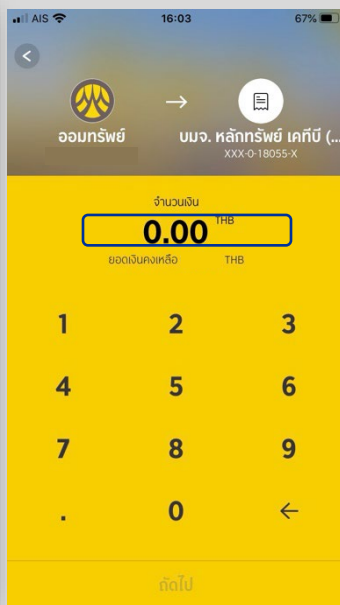 AIS 16:03 67%
ออมทรัพย์ → บมจ. หลักทรัพย์ เคทีบี (...
XXX-0-18055-X
จำนวนเงิน
0.00 THB
ยอดเงินคงเหลือ THB
1 2 3
4 5 6
7 8 9
. 0 ←
ถัดไป